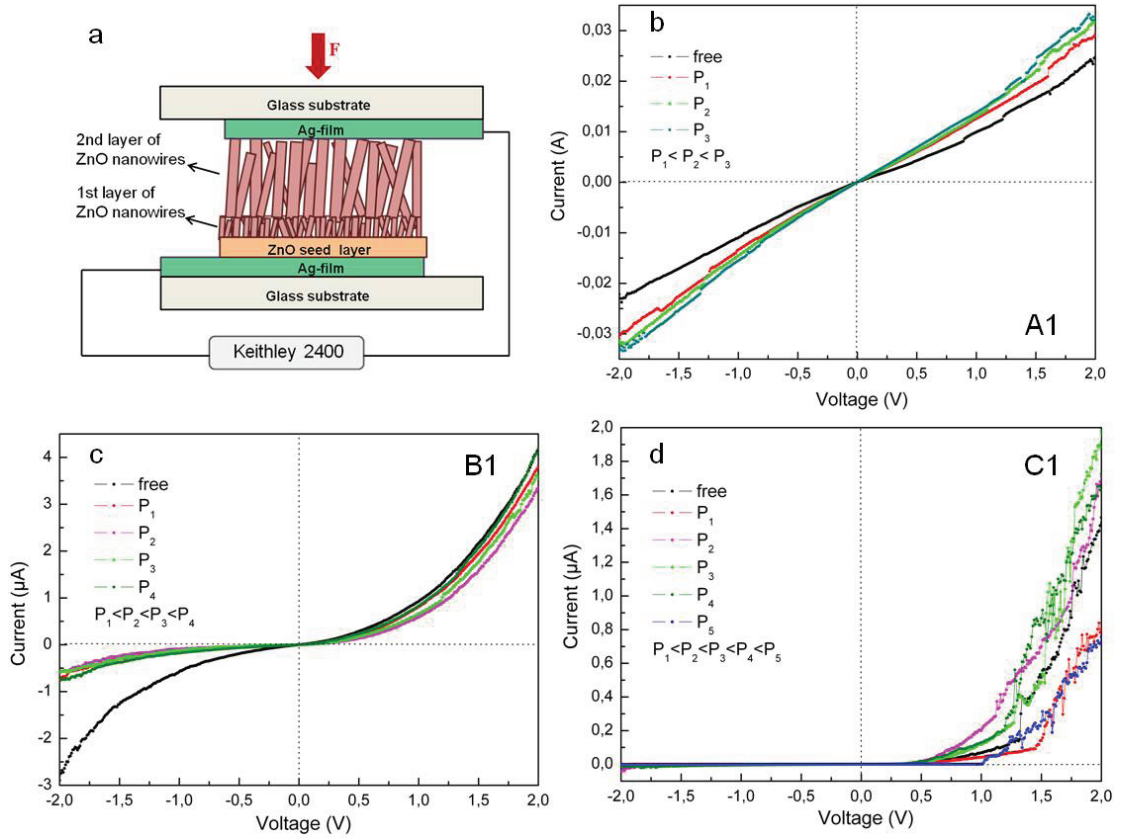 a
F
Glass substrate
Ag-film
2nd layer of
ZnO nanowires
1st layer of
ZnO nanowires
ZnO seed layer
Ag-film
Glass substrate
Keithley 2400
b
free
P₁
P₂
P₃
P₁< P₂< P₃
A1
Current (A)
0,03
0,02
0,01
0,00
-0,01
-0,02
-0,03
-2,0 -1,5 -1,0 -0,5 0,0 0,5 1,0 1,5 2,0
Voltage (V)
c
B1
free
P₁
P₂
P₃
P₄
P₁<P₂<P₃<P₄
Current (µA)
4
3
2
1
0
-1
-2
-3
-2,0 -1,5 -1,0 -0,5 0,0 0,5 1,0 1,5 2,0
Voltage (V)
d
C1
free
P₁
P₂
P₃
P₄
P₅
P₁<P₂<P₃<P₄<P₅
Current (µA)
2,0
1,8
1,6
1,4
1,2
1,0
0,8
0,6
0,4
0,2
0,0
-2,0 -1,5 -1,0 -0,5 0,0 0,5 1,0 1,5 2,0
Voltage (V)